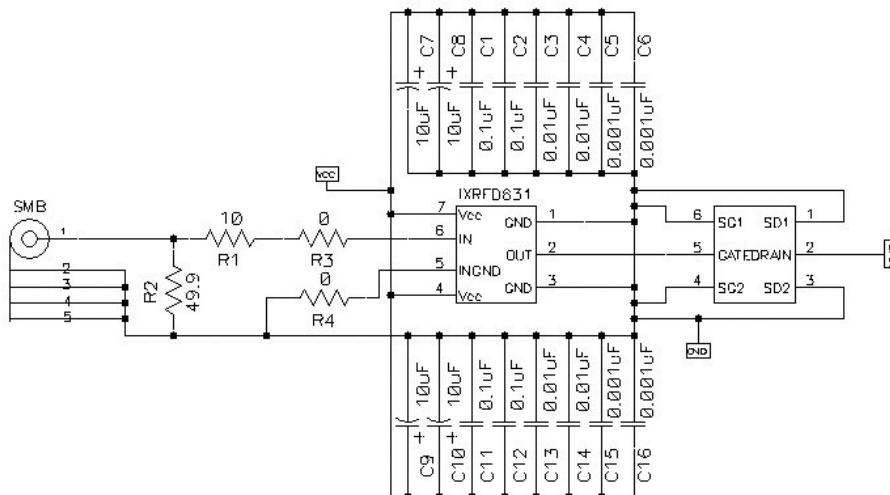 C7 C8 C1 C2 C3 C4 C5 C6
+ +
10uF 10uF 0.1uF 0.1uF 0.01uF 0.01uF 0.001uF 0.001uF
VCC
IXRFD631
SMB
1 10 0
R1 R3
2
3
4
5
R2 49.9
0
R4
7 Vcc GND 1
6 IN
OUT 2
5 INGND
4 Vcc GND 3
6 SG1 SD1 1
5 GATEDRAIN 2
4 SG2 SD2 3
GND
10uF 10uF 0.1uF 0.1uF 0.01uF 0.01uF 0.001uF 0.001uF
+ +
C9 C10 C11 C12 C13 C14 C15 C16